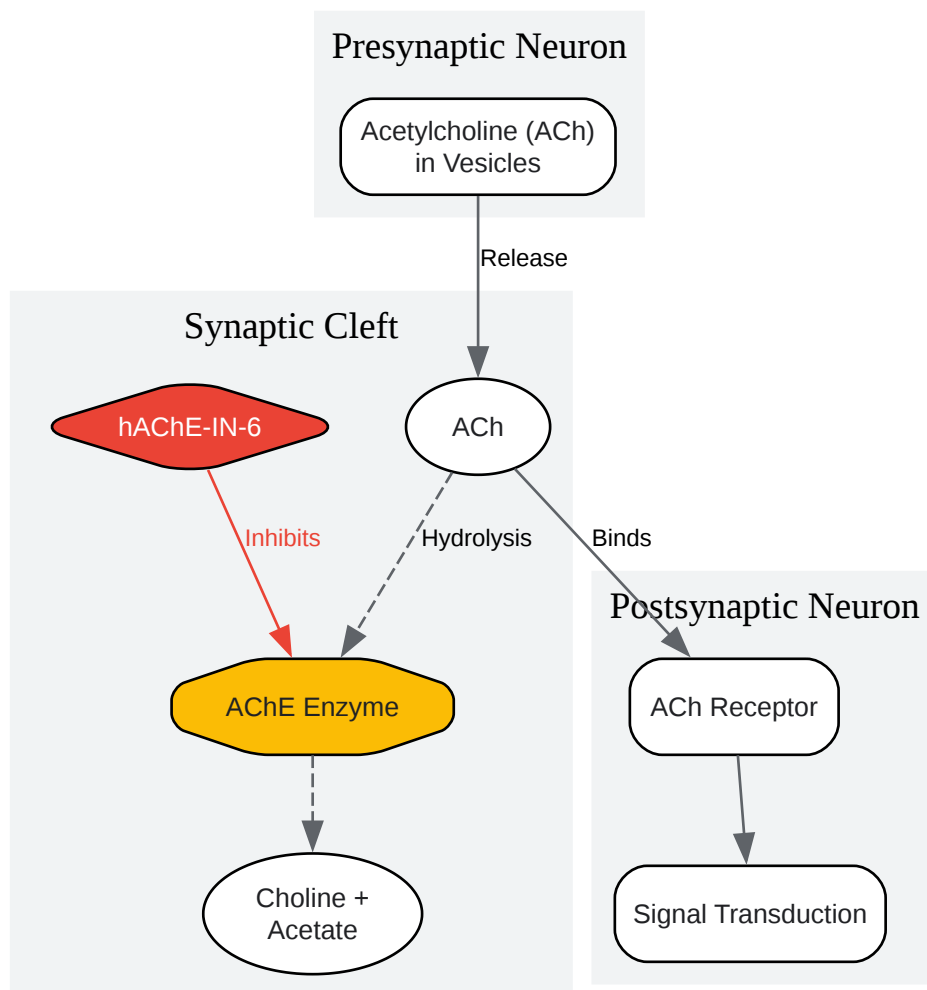 Presynaptic Neuron
Acetylcholine (ACh)
in Vesicles
Release
Synaptic Cleft
hAChE-IN-6
ACh
Inhibits
Hydrolysis
Binds
Postsynaptic Neuron
AChE Enzyme
ACh Receptor
Choline +
Acetate
Signal Transduction